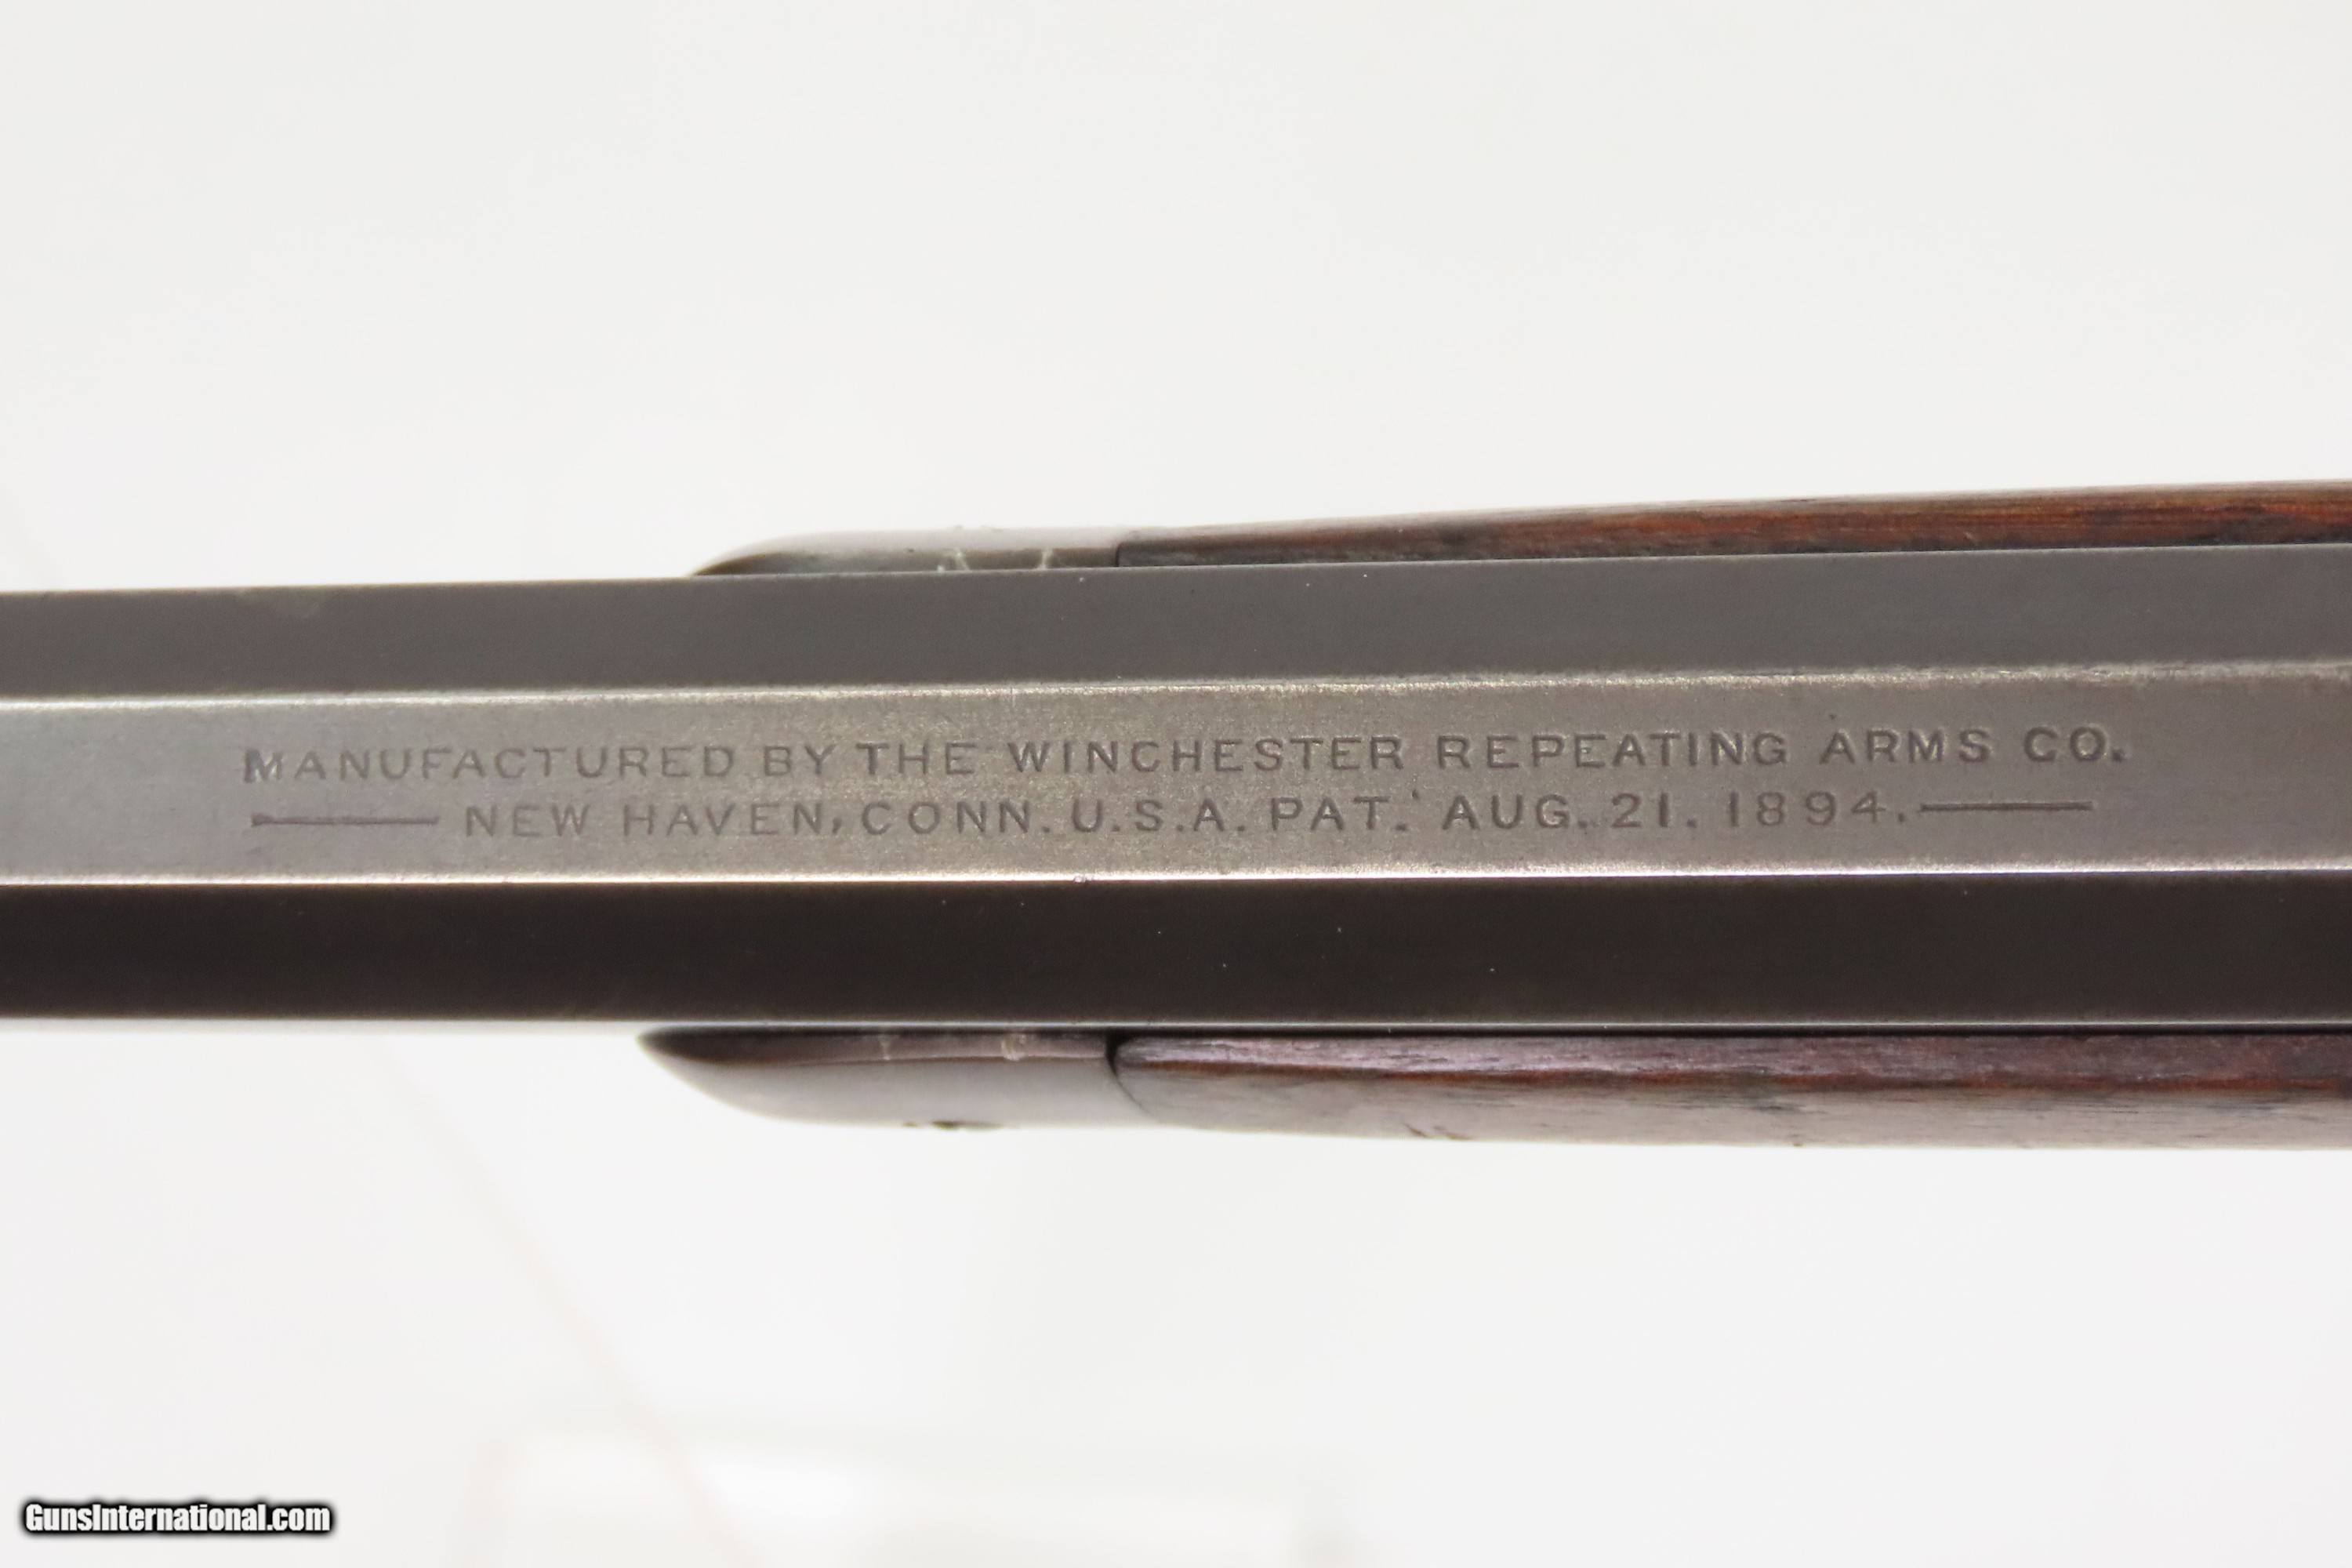 MANUFACTURED BY THE WINCHESTER REPEATING ARMS CO.
NEW HAVEN, CONN. U.S.A. PAT. AUG. 21. 1894.
GunsInternational.com